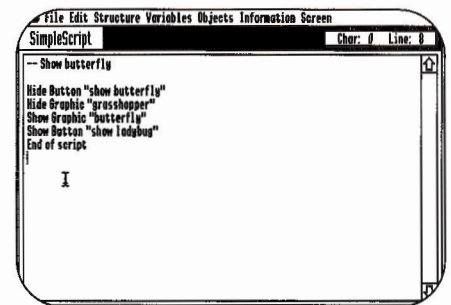 File Edit Structure Variables Objects Information Screen
SimpleScript Char: 0 Line: 8
-- Show butterfly
Hide Button "show butterfly"
Hide Graphic "grasshopper"
Show Graphic "butterfly"
Show Button "show ladybug"
End of script